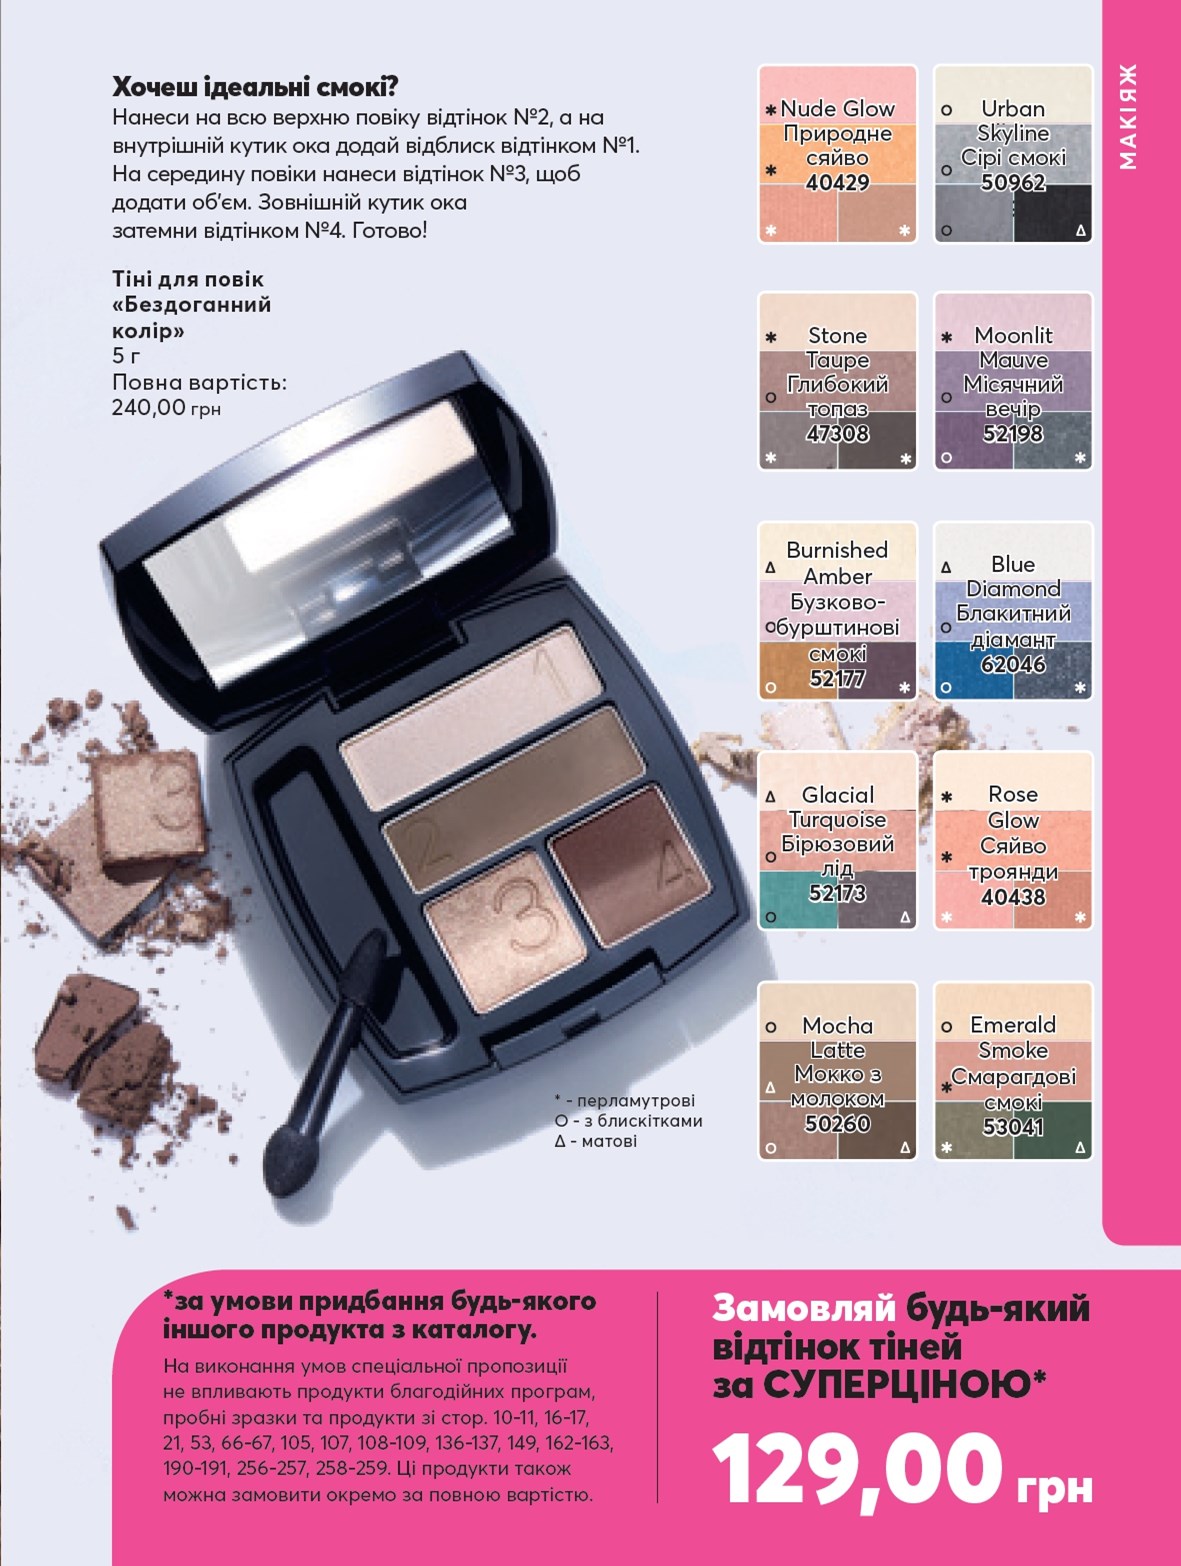 Хочеш ідеальні смокі?
Нанеси на всю верхню повіку відтінок №2, а на
внутрішній кутик ока додай відблиск відтінком №1.
На середину повіки нанеси відтінок №3, щоб
додати об’єм. Зовнішній кутик ока
затемни відтінком №4. Готово!
Тіні для повік
«Бездоганний
колір»
5 г
Повна вартість:
240,00 грн
МАКІЯЖ
* Nude Glow
Природне
сяйво
*
40429
* *
O Urban
Skyline
Сірі смокі
O
50962
O Δ
* Stone
Taupe
Глибокий
O
топаз
47308
* *
* Moonlit
Mauve
Місячний
O
вечір
52198
O *
Burnished
Δ
Amber
Бузково-
O бурштинові
смокі
52177
O *
Δ Blue
Diamond
Блакитний
O
діамант
62046
O *
Δ Glacial
Turquoise
Бірюзовий
O
лід
52173
O Δ
* Rose
Glow
Сяйво
*
троянди
40438
* *
O Mocha
Latte
Мокко з
Δ
молоком
50260
O Δ
O Emerald
Smoke
Смарагдові
*
смокі
53041
* Δ
1
2
3
4
3
* - перламутрові
O - з блискітками
Δ - матові
*за умови придбання будь-якого
іншого продукта з каталогу.
На виконання умов спеціальної пропозиції
не впливають продукти благодійних програм,
пробні зразки та продукти зі стор. 10-11, 16-17,
21, 53, 66-67, 105, 107, 108-109, 136-137, 149, 162-163,
190-191, 256-257, 258-259. Ці продукти також
можна замовити окремо за повною вартістю.
Замовляй будь-який
відтінок тіней
за СУПЕРЦІНОЮ*
129,00 грн